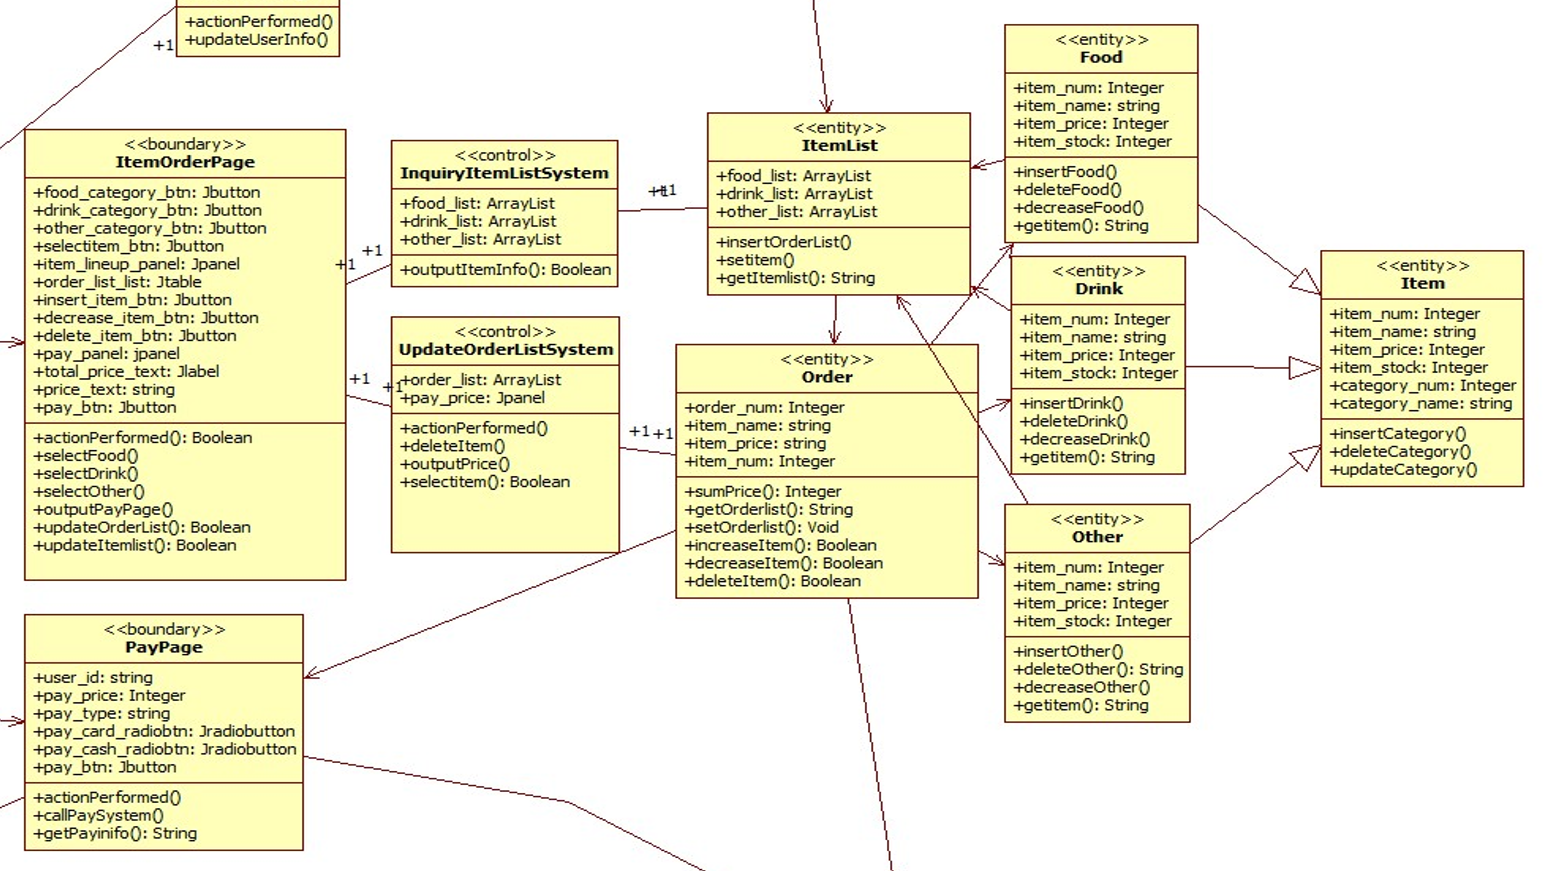 +actionPerformed()
+updateUserInfo()
+1
<<boundary>>
ItemOrderPage
+food_category_btn: Jbutton
+drink_category_btn: Jbutton
+other_category_btn: Jbutton
+selectitem_btn: Jbutton
+item_lineup_panel: Jpanel
+order_list_list: Jtable
+insert_item_btn: Jbutton
+decrease_item_btn: Jbutton
+delete_item_btn: Jbutton
+pay_panel: jpanel
+total_price_text: Jlabel
+price_text: string
+pay_btn: Jbutton
+actionPerformed(): Boolean
+selectFood()
+selectDrink()
+selectOther()
+outputPayPage()
+updateOrderList(): Boolean
+updateItemlist(): Boolean
+1
+1
<<control>>
InquiryItemListSystem
+food_list: ArrayList
+drink_list: ArrayList
+other_list: ArrayList
+outputItemInfo(): Boolean
+1
+1
<<control>>
UpdateOrderListSystem
+order_list: ArrayList
+pay_price: Jpanel
+actionPerformed()
+deleteItem()
+outputPrice()
+selectitem(): Boolean
+1
<<entity>>
ItemList
+food_list: ArrayList
+drink_list: ArrayList
+other_list: ArrayList
+insertOrderList()
+setitem()
+getItemlist(): String
+1
+1
<<entity>>
Order
+order_num: Integer
+item_name: string
+item_price: string
+item_num: Integer
+sumPrice(): Integer
+getOrderlist(): String
+setOrderlist(): Void
+increaseItem(): Boolean
+decreaseItem(): Boolean
+deleteItem(): Boolean
<<entity>>
Food
+item_num: Integer
+item_name: string
+item_price: Integer
+item_stock: Integer
+insertFood()
+deleteFood()
+decreaseFood()
+getitem(): String
<<entity>>
Drink
+item_num: Integer
+item_name: string
+item_price: Integer
+item_stock: Integer
+insertDrink()
+deleteDrink()
+decreaseDrink()
+getitem(): String
<<entity>>
Other
+item_num: Integer
+item_name: string
+item_price: Integer
+item_stock: Integer
+insertOther()
+deleteOther(): String
+decreaseOther()
+getitem(): String
<<entity>>
Item
+item_num: Integer
+item_name: string
+item_price: Integer
+item_stock: Integer
+category_num: Integer
+category_name: string
+insertCategory()
+deleteCategory()
+updateCategory()
<<boundary>>
PayPage
+user_id: string
+pay_price: Integer
+pay_type: string
+pay_card_radiobtn: Jradiobutton
+pay_cash_radiobtn: Jradiobutton
+pay_btn: Jbutton
+actionPerformed()
+callPaySystem()
+getPayinifo(): String